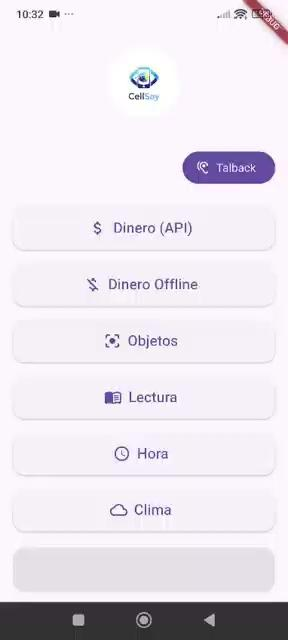 10:32
CellSay
Talback
Dinero (API)
Dinero Offline
Objetos
Lectura
Hora
Clima